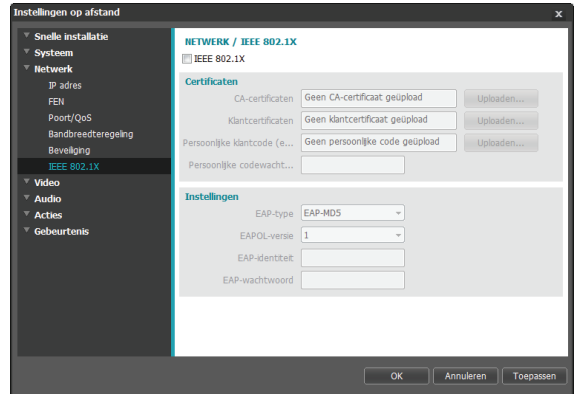 Instellingen op afstand
x
Snelle installatie
Systeem
Netwerk
IP adres
FEN
Poort/QoS
Bandbreedteregeling
Beveiliging
IEEE 802.1X
Video
Audio
Acties
Gebeurtenis
NETWERK / IEEE 802.1X
IEEE 802.1X
Certificaten
CA-certificaten Geen CA-certificaat geüpload Uploaden...
Klantcertificaten Geen klantcertificaat geüpload Uploaden...
Persoonlijke klantcode (e... Geen persoonlijke code geüpload Uploaden...
Persoonlijke codewacht...
Instellingen
EAP-type EAP-MD5
EAPOL-versie 1
EAP-identiteit
EAP-wachtwoord
OK Annuleren Toepassen